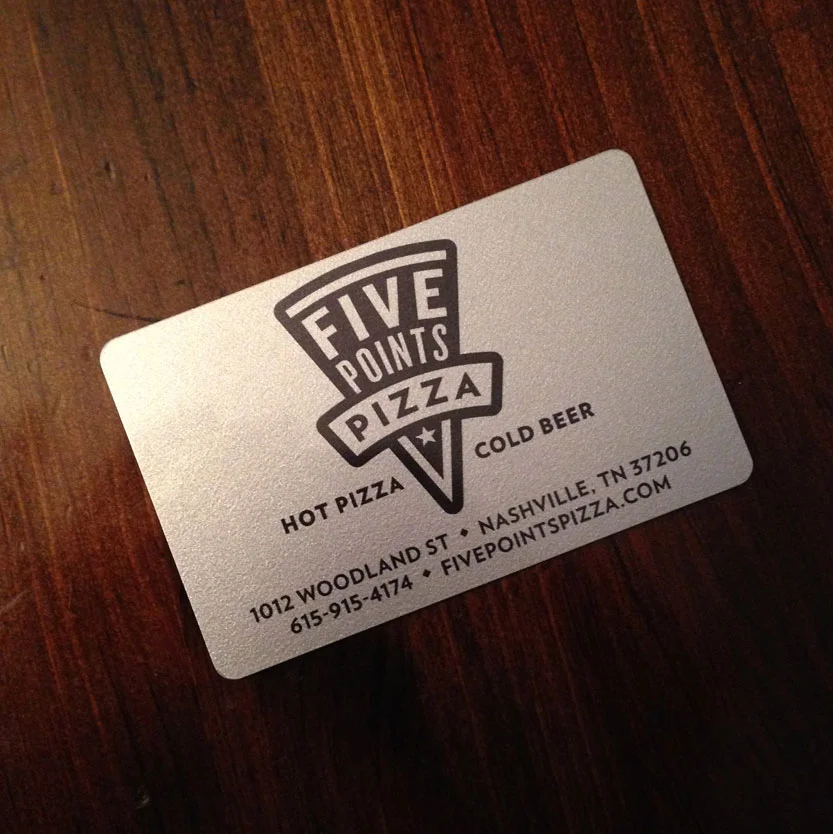 FIVE
POINTS
PIZZA
HOT PIZZA COLD BEER
1012 WOODLAND ST • NASHVILLE, TN 37206
615-915-4174 • FIVEPOINTSPIZZA.COM